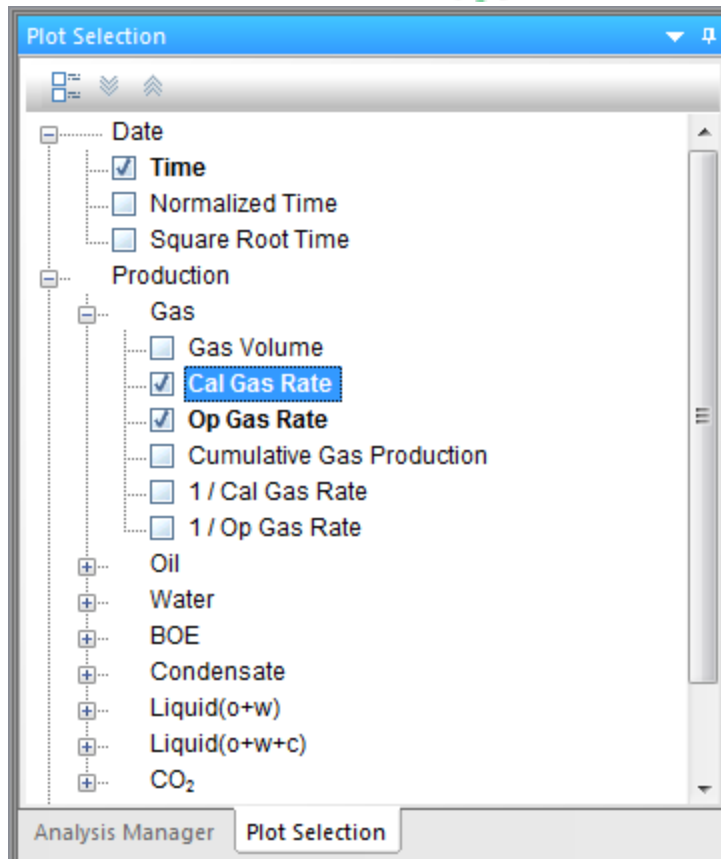 Plot Selection
Date
Time
Normalized Time
Square Root Time
Production
Gas
Gas Volume
Cal Gas Rate
Op Gas Rate
Cumulative Gas Production
1 / Cal Gas Rate
1 / Op Gas Rate
Oil
Water
BOE
Condensate
Liquid(o+w)
Liquid(o+w+c)
CO₂
Analysis Manager Plot Selection